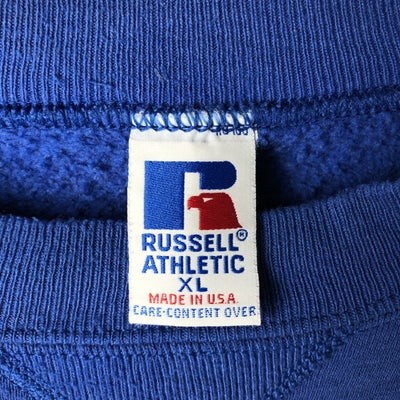 RUSSELL®
ATHLETIC
XL
MADE IN U.S.A.
CARE-CONTENT OVER